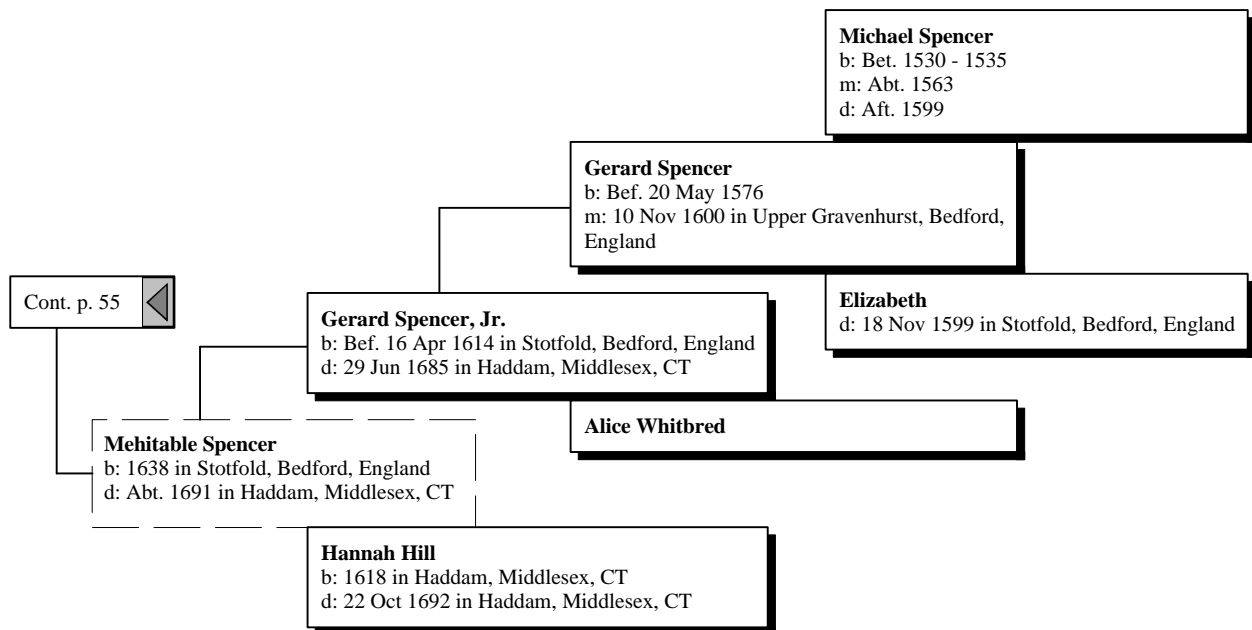 Michael Spencer
b: Bet. 1530 - 1535
m: Abt. 1563
d: Aft. 1599
Gerard Spencer
b: Bef. 20 May 1576
m: 10 Nov 1600 in Upper Gravenhurst, Bedford,
England
Cont. p. 55
Elizabeth
d: 18 Nov 1599 in Stotfold, Bedford, England
Gerard Spencer, Jr.
b: Bef. 16 Apr 1614 in Stotfold, Bedford, England
d: 29 Jun 1685 in Haddam, Middlesex, CT
Alice Whitbred
Mehitable Spencer
b: 1638 in Stotfold, Bedford, England
d: Abt. 1691 in Haddam, Middlesex, CT
Hannah Hill
b: 1618 in Haddam, Middlesex, CT
d: 22 Oct 1692 in Haddam, Middlesex, CT